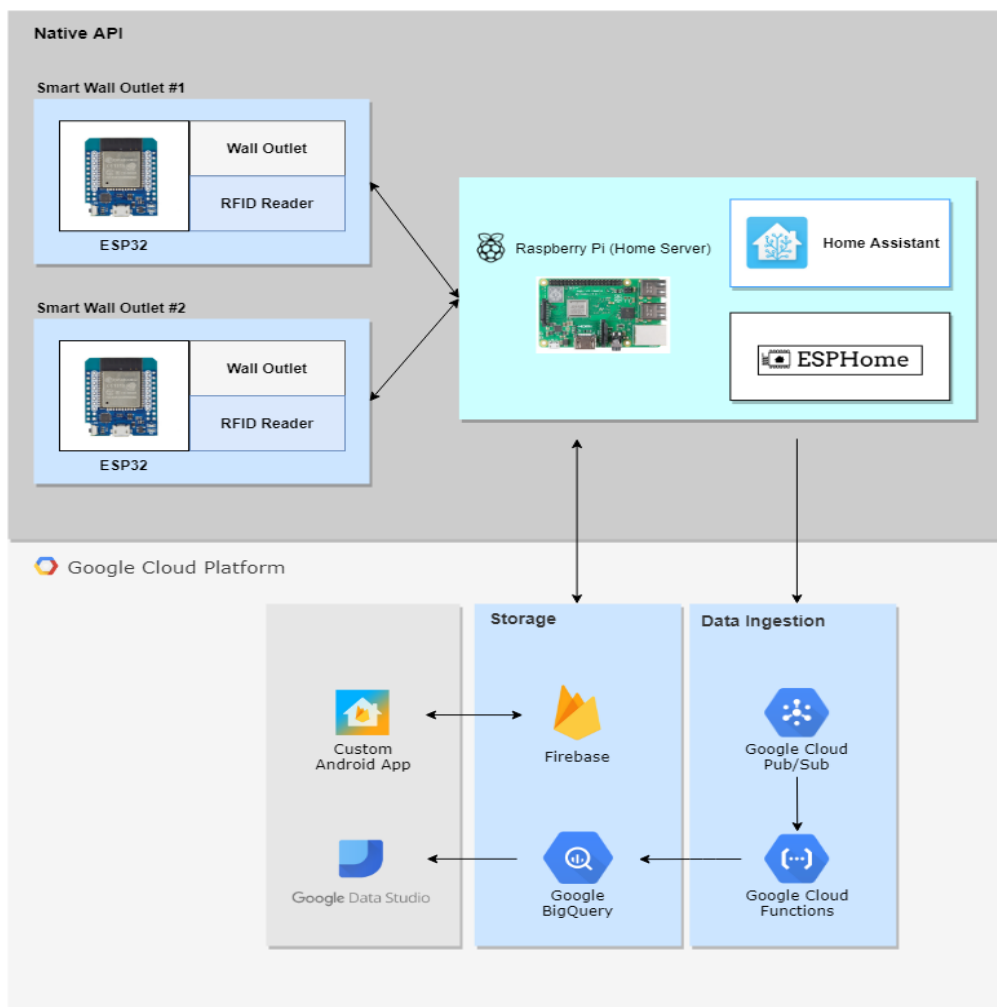 Native API
Smart Wall Outlet #1
Wall Outlet
RFID Reader
ESP32
Smart Wall Outlet #2
Wall Outlet
RFID Reader
ESP32
Raspberry Pi (Home Server)
Home Assistant
ESPHome
Google Cloud Platform
Custom
Android App
Google Data Studio
Storage
Firebase
Google
BigQuery
Data Ingestion
Google Cloud
Pub/Sub
Google Cloud
Functions